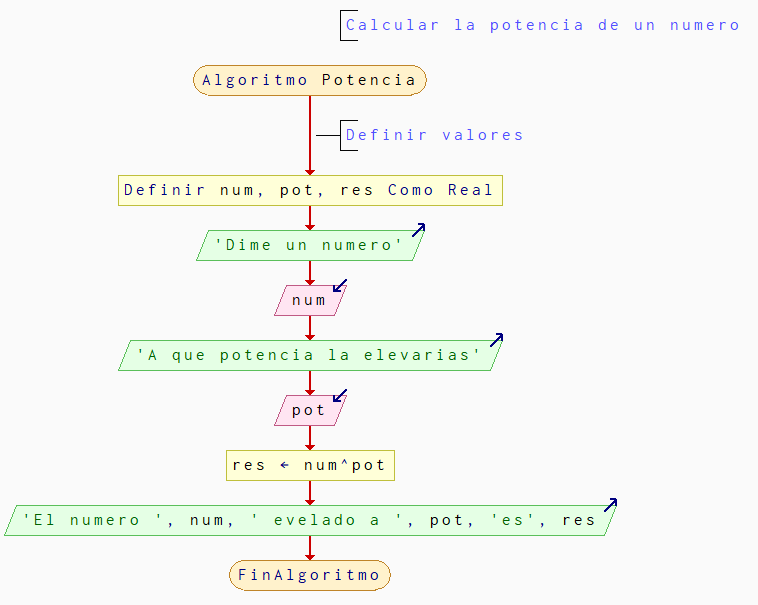 Calcular la potencia de un numero
Algoritmo Potencia
Definir valores
Definir num, pot, res Como Real
'Dime un numero'
num
'A que potencia la elevarias'
pot
res ← num^pot
'El numero ', num, ' evelado a ', pot, 'es', res
FinAlgoritmo